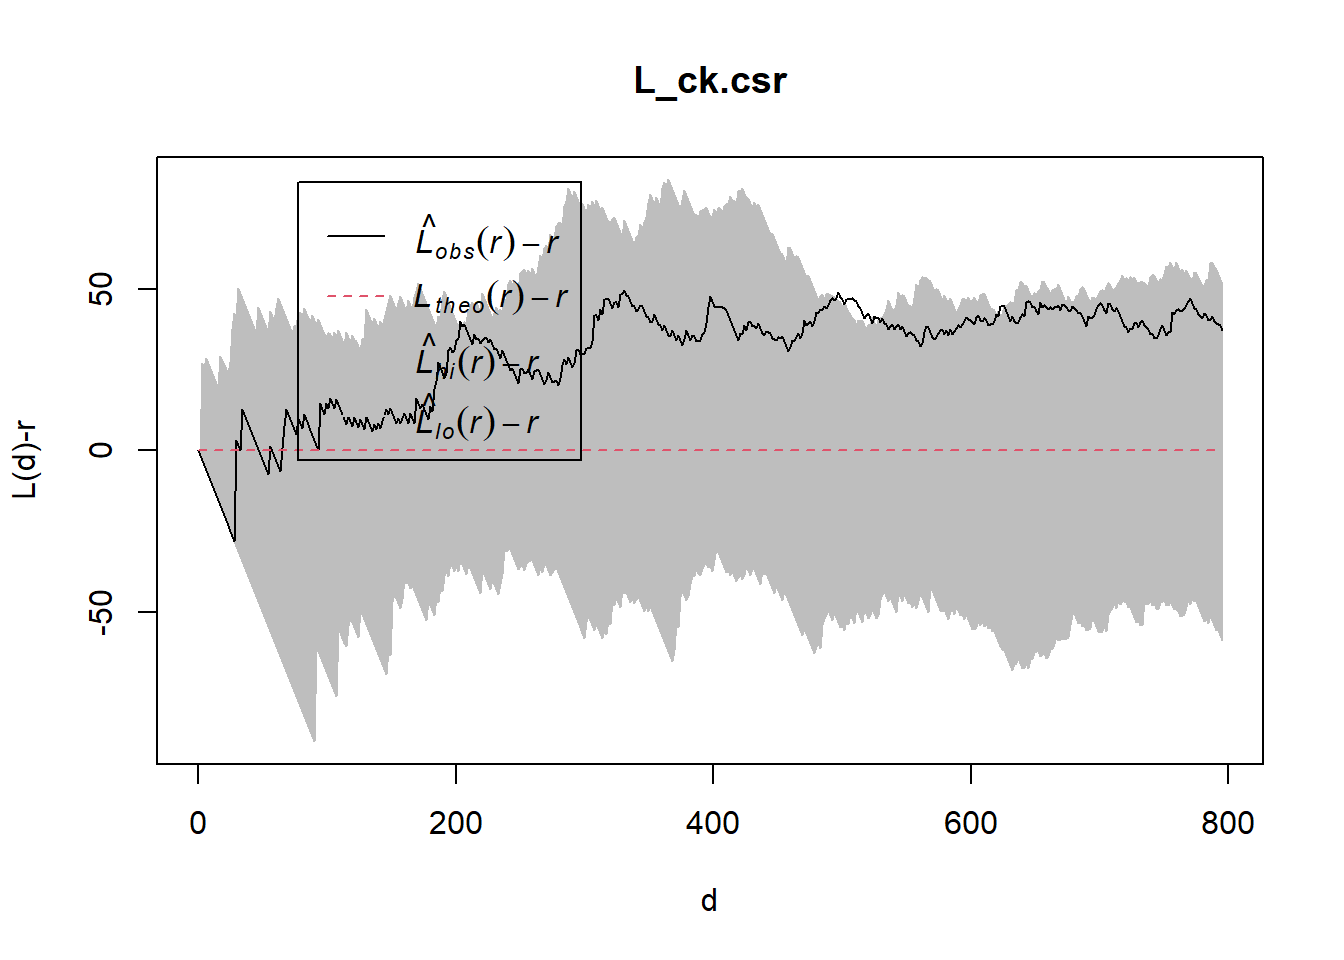 L_ck.csr
L̂obs(r) – r
Ltheo(r) – r
L̂hi(r) – r
L̂lo(r) – r
L(d)-r
50
0
-50
0 200 400 600 800
d